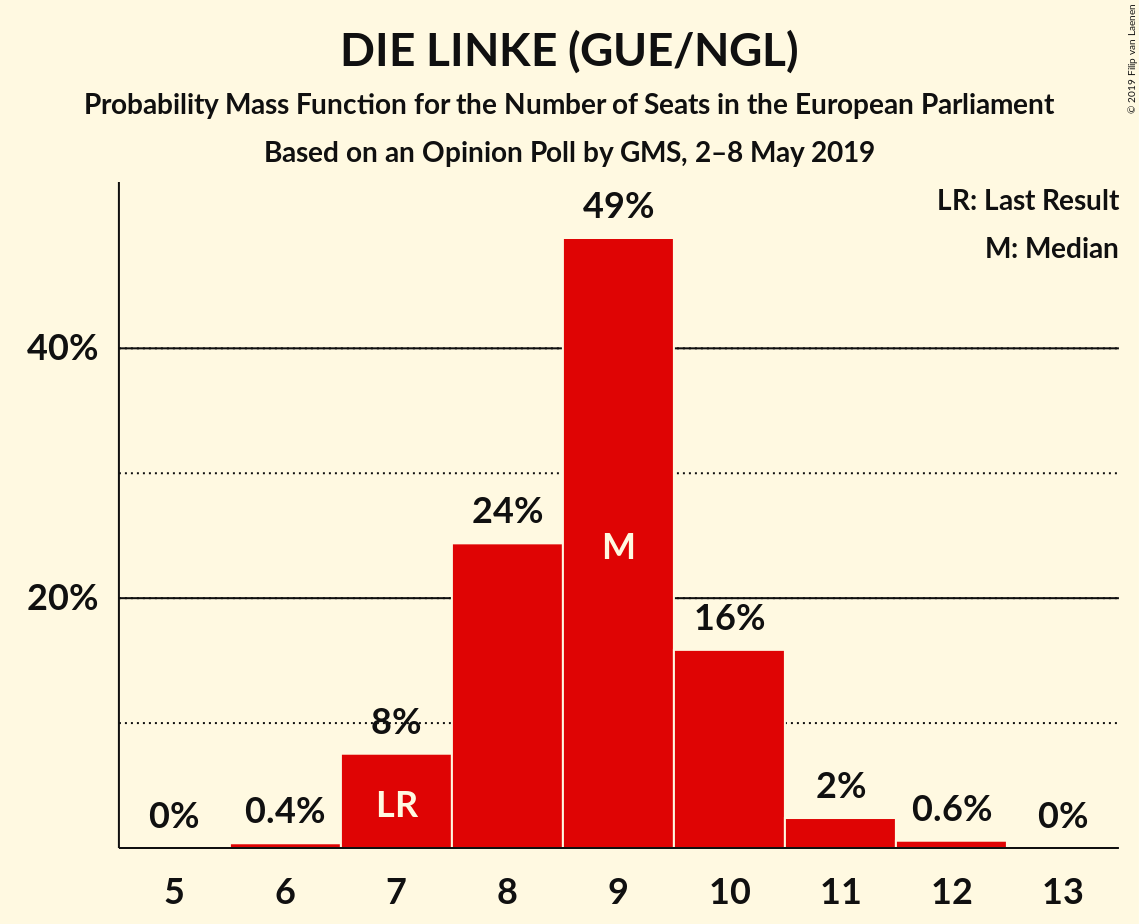 DIE LINKE (GUE/NGL)
Probability Mass Function for the Number of Seats in the European Parliament
Based on an Opinion Poll by GMS, 2–8 May 2019
© 2019 Filip van Laenen
LR: Last Result
M: Median
49%
40%
24%
M
20%
16%
8%
LR
0%
0.4%
2%
0.6%
0%
5 6 7 8 9 10 11 12 13